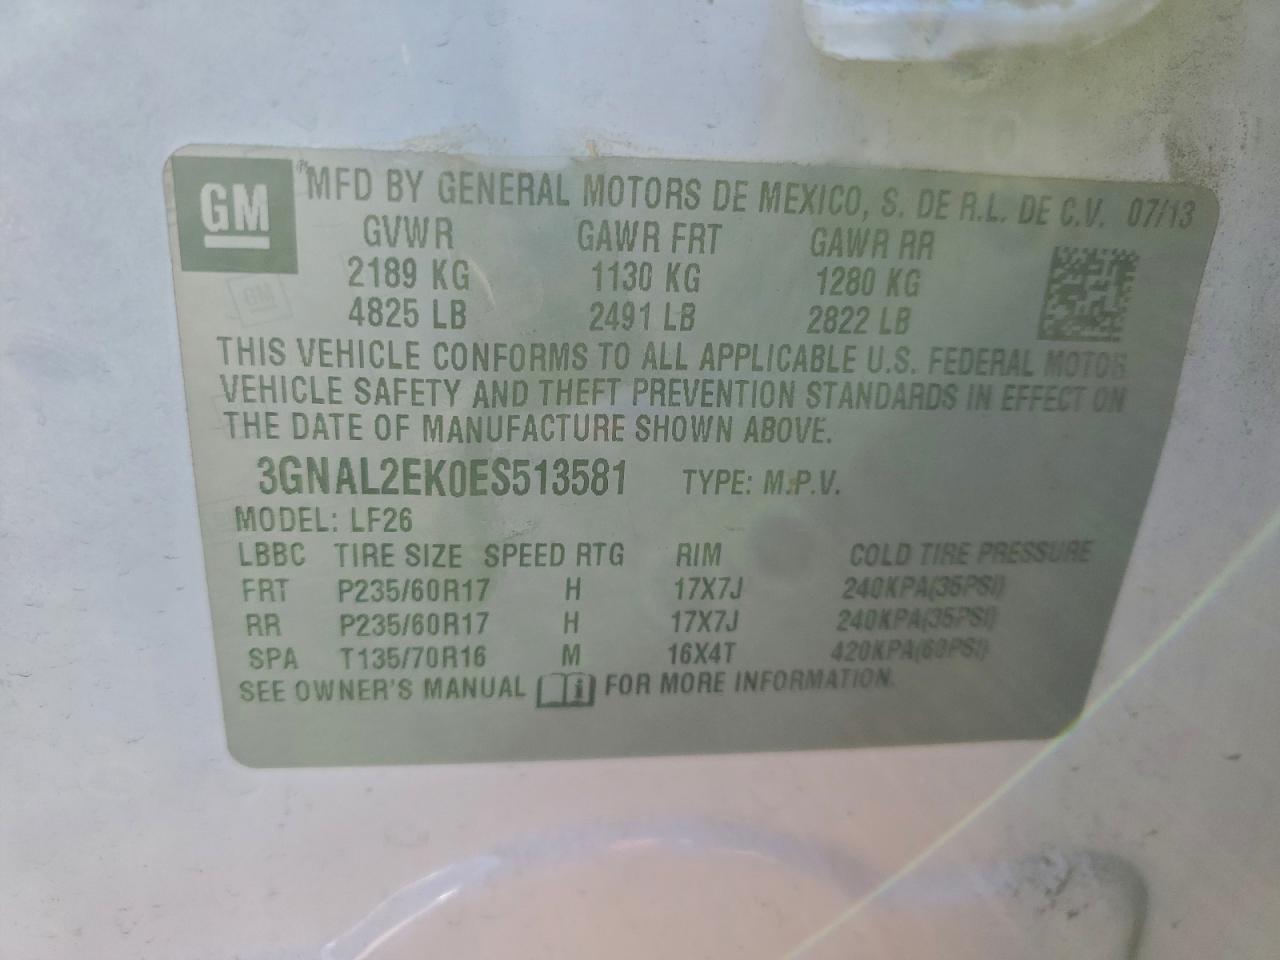 GM MFD BY GENERAL MOTORS DE MEXICO, S. DE R.L. DE C.V. 07/13
GVWR GAWR FRT GAWR RR
2189 KG 1130 KG 1280 KG
GM
4825 LB 2491 LB 2822 LB
THIS VEHICLE CONFORMS TO ALL APPLICABLE U.S. FEDERAL MOTOR
VEHICLE SAFETY AND THEFT PREVENTION STANDARDS IN EFFECT ON
THE DATE OF MANUFACTURE SHOWN ABOVE.
3GNAL2EK0ES513581 TYPE: M.P.V.
MODEL: LF26
LBBC TIRE SIZE SPEED RTG RIM COLD TIRE PRESSURE
FRT P235/60R17 H 17X7J 240KPA(35PSI)
RR P235/60R17 H 17X7J 240KPA(35PSI)
SPA T135/70R16 M 16X4T 420KPA(60PSI)
SEE OWNER'S MANUAL FOR MORE INFORMATION.